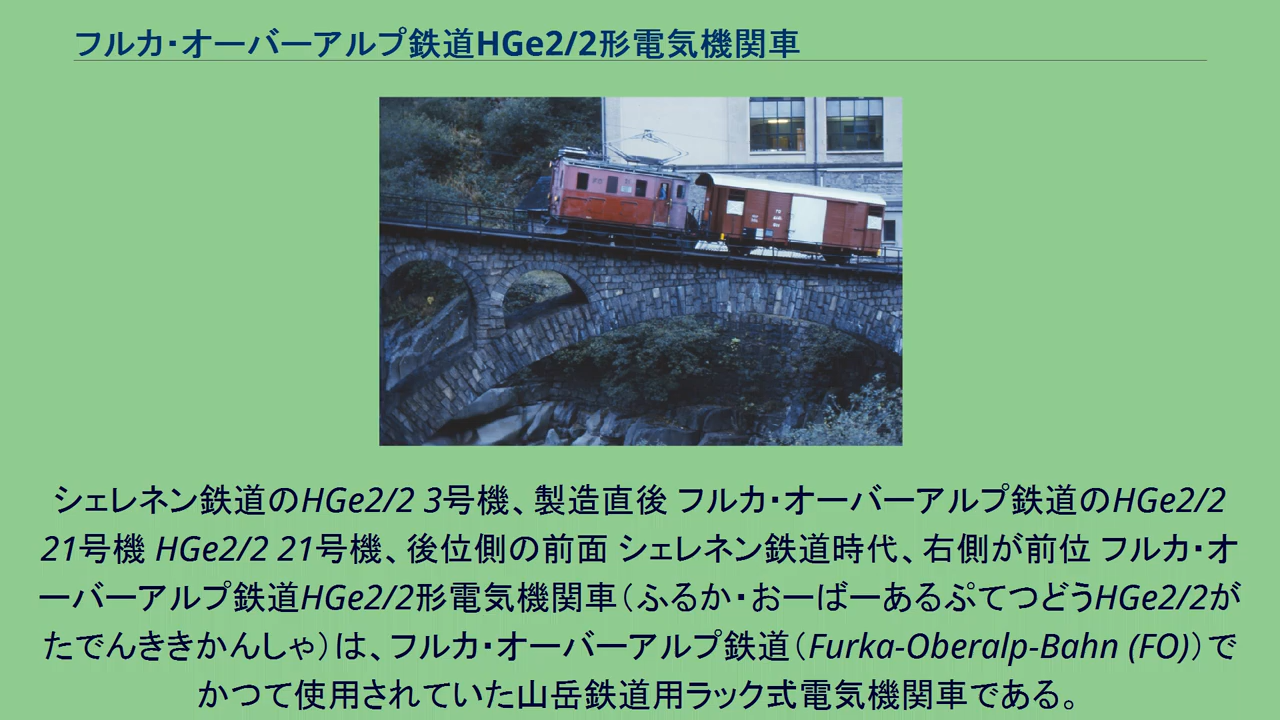 フルカ・オーバーアルプ鉄道HGe2/2形電気機関車
シェレネン鉄道のHGe2/2 3号機、製造直後 フルカ・オーバーアルプ鉄道のHGe2/2
21号機 HGe2/2 21号機、後位側の前面 シェレネン鉄道時代、右側が前位 フルカ・オ
ーバーアルプ鉄道HGe2/2形電気機関車（ふるか・おーばーあるぷてつどうHGe2/2が
たでんききかんしゃ）は、フルカ・オーバーアルプ鉄道（Furka-Oberalp-Bahn (FO)）で
かつて使用されていた山岳鉄道用ラック式電気機関車である。